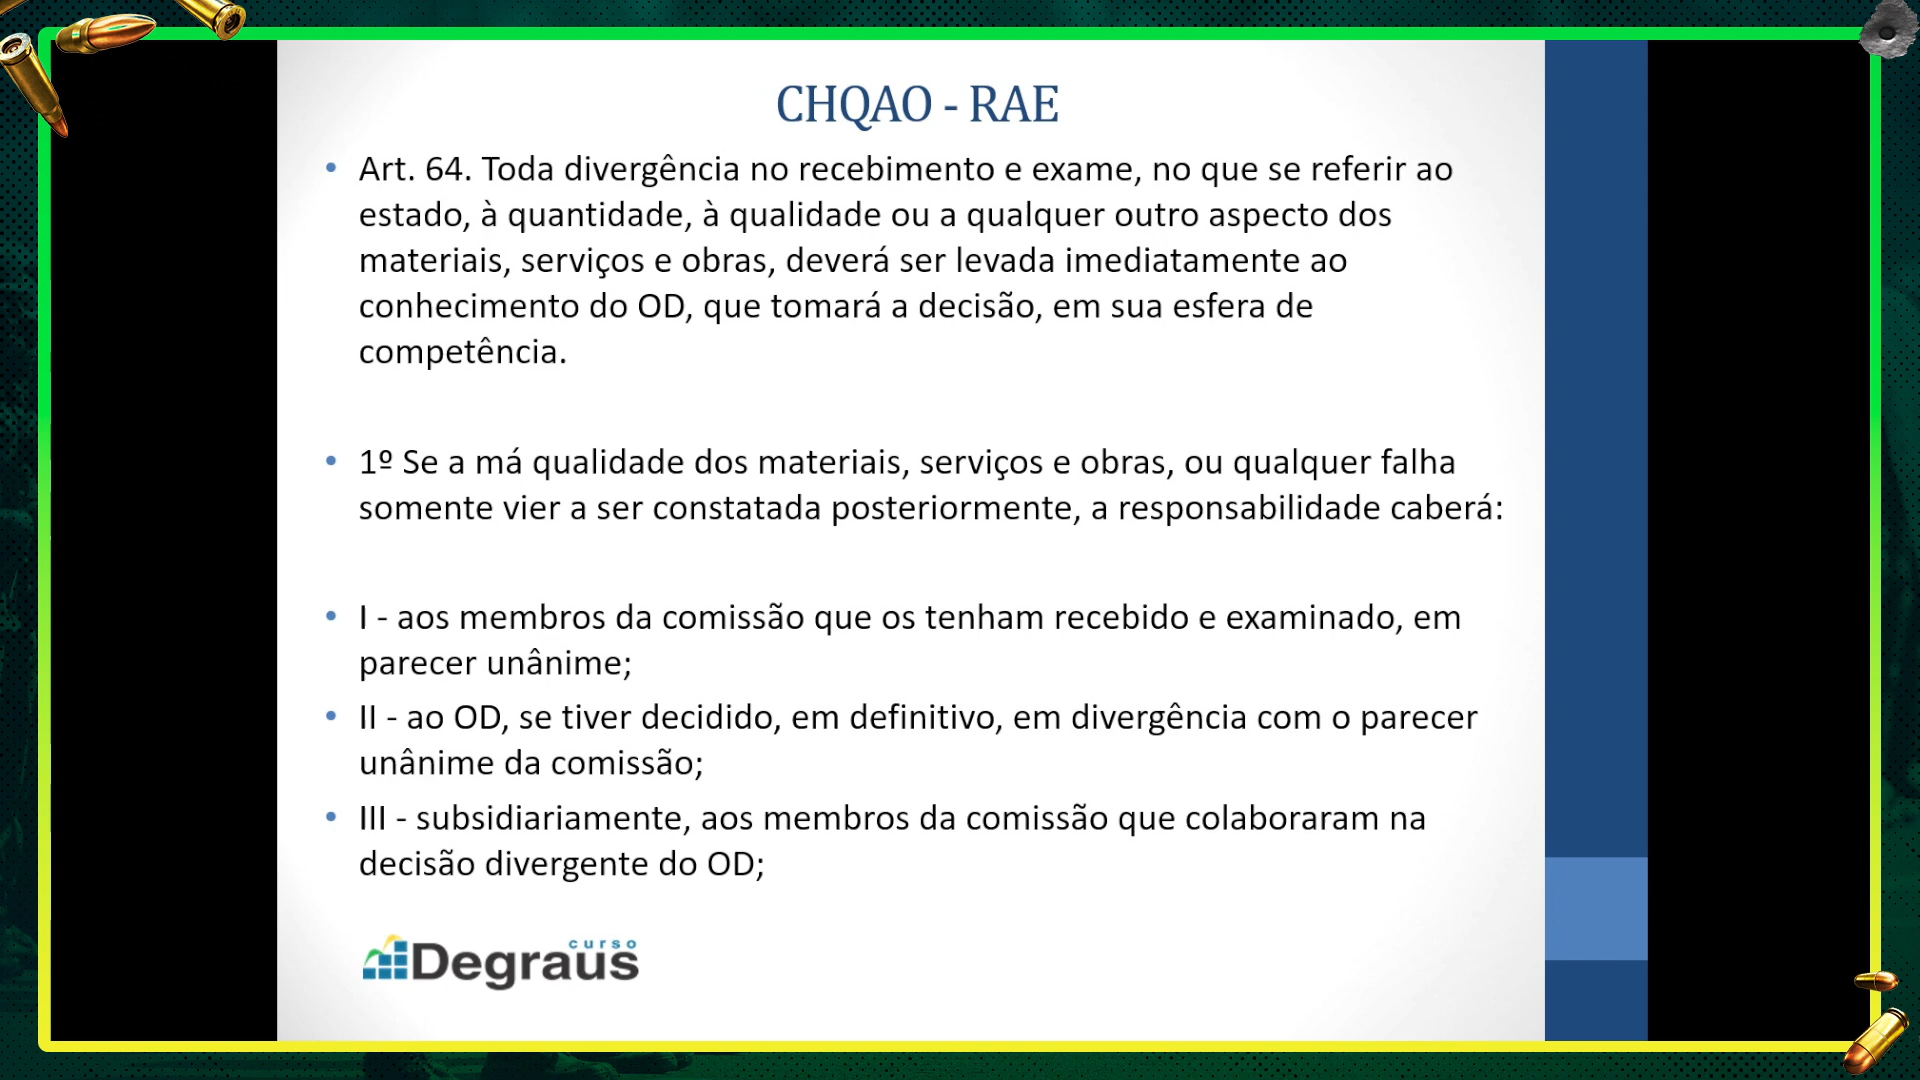 CHQAO - RAE
• Art. 64. Toda divergência no recebimento e exame, no que se referir ao
estado, à quantidade, à qualidade ou a qualquer outro aspecto dos
materiais, serviços e obras, deverá ser levada imediatamente ao
conhecimento do OD, que tomará a decisão, em sua esfera de
competência.
• 1º Se a má qualidade dos materiais, serviços e obras, ou qualquer falha
somente vier a ser constatada posteriormente, a responsabilidade caberá:
• I - aos membros da comissão que os tenham recebido e examinado, em
parecer unânime;
• II - ao OD, se tiver decidido, em definitivo, em divergência com o parecer
unânime da comissão;
• III - subsidiariamente, aos membros da comissão que colaboraram na
decisão divergente do OD;
curso
Degraus